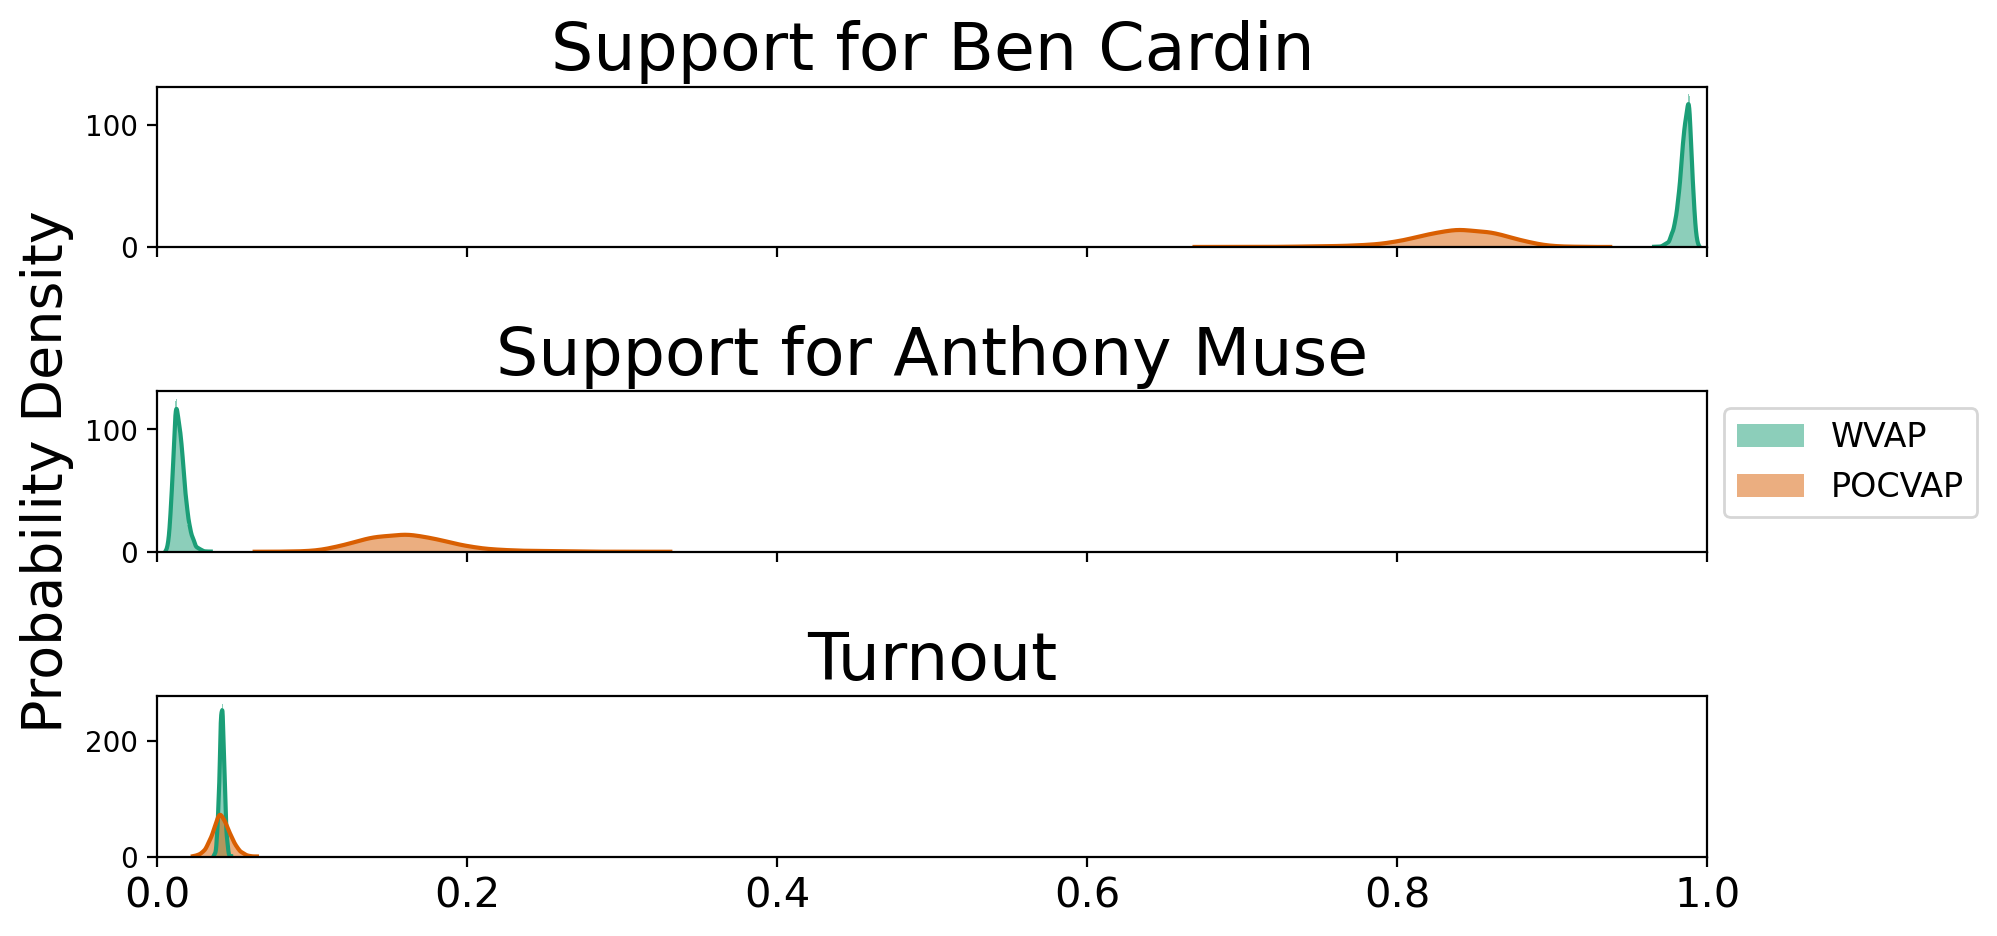 Support for Ben Cardin
100
0
Support for Anthony Muse
100
0
Turnout
200
0
0.0 0.2 0.4 0.6 0.8 1.0
Probability Density
WVAP
POCVAP